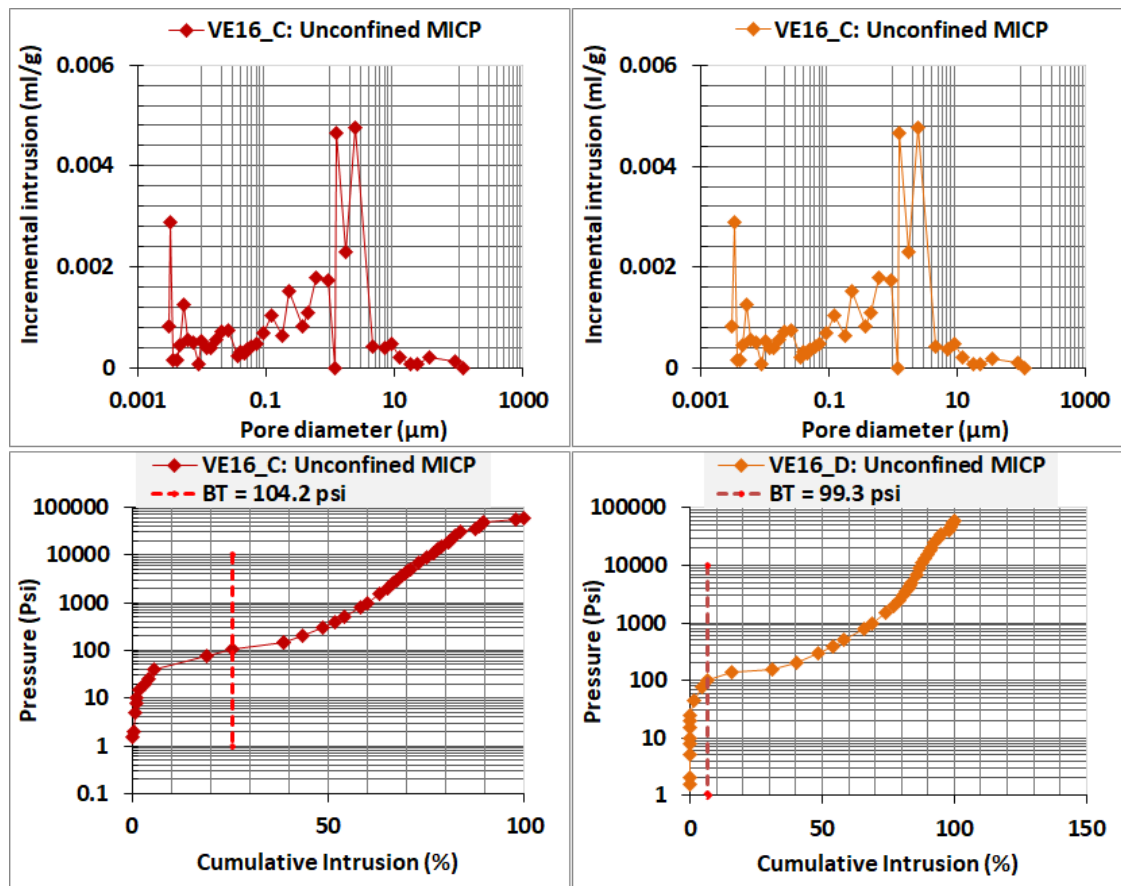 VE16_C: Unconfined MICP
Incremental intrusion (ml/g)
0.006
0.004
0.002
0
0.001
0.1
10
1000
Pore diameter (µm)
VE16_C: Unconfined MICP
Incremental intrusion (ml/g)
0.006
0.004
0.002
0
0.001
0.1
10
1000
Pore diameter (µm)
VE16_C: Unconfined MICP
BT = 104.2 psi
Pressure (Psi)
100000
10000
1000
100
10
1
0.1
0
50
100
Cumulative Intrusion (%)
VE16_D: Unconfined MICP
BT = 99.3 psi
Pressure (Psi)
100000
10000
1000
100
10
1
0
50
100
150
Cumulative Intrusion (%)